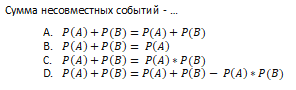 Сумма несовместных событий - ...
A. P(A) + P(B) = P(A) + P(B)
B. P(A) + P(B) = P(A)
C. P(A) + P(B) = P(A) * P(B)
D. P(A) + P(B) = P(A) + P(B) − P(A) * P(B)